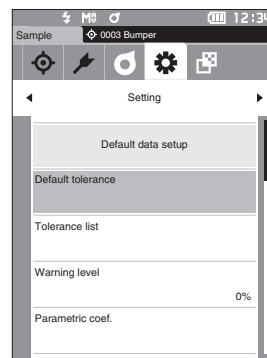 M 12:34
Sample 0003 Bumper
Setting
Default data setup
Default tolerance
Tolerance list
Warning level
0%
Parametric coef.